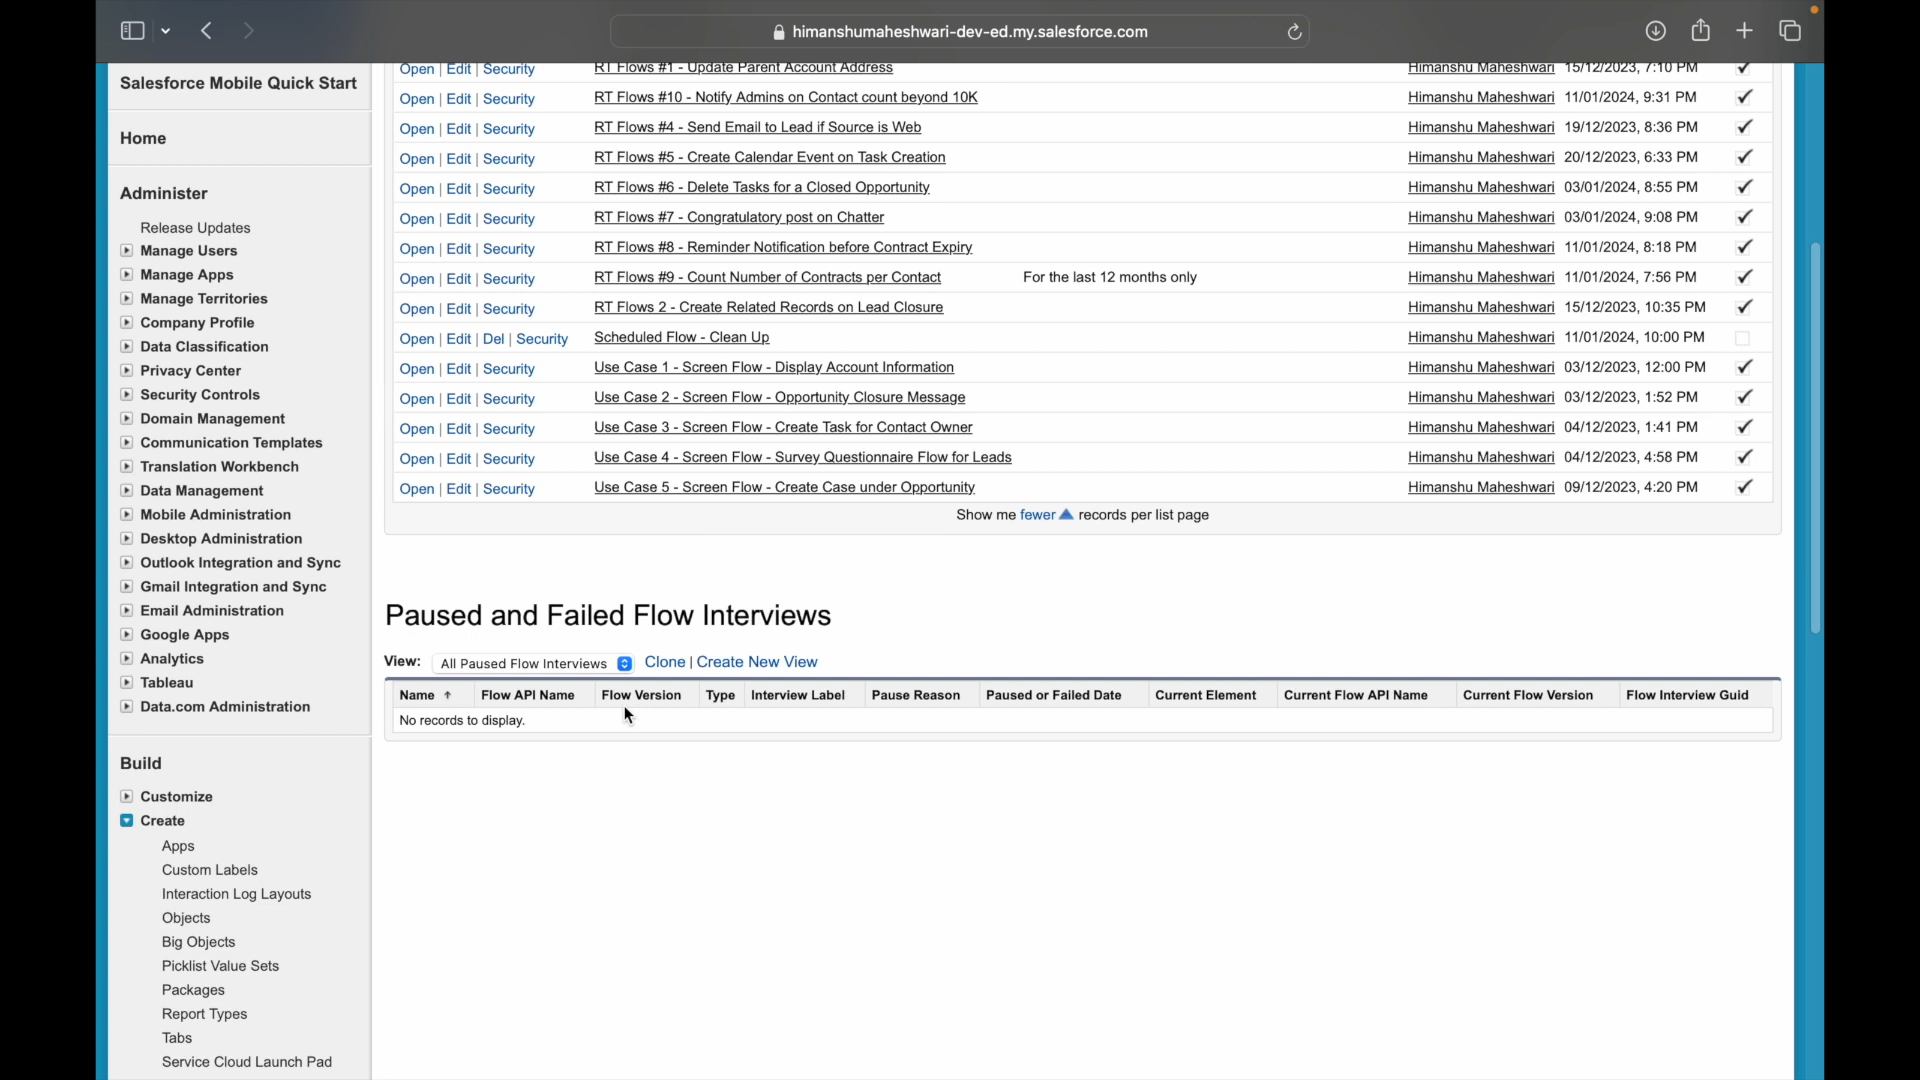 himanshumaheshwari-dev-ed.my.salesforce.com
Salesforce Mobile Quick Start
Home
Administer
Release Updates
Manage Users
Manage Apps
Manage Territories
Company Profile
Data Classification
Privacy Center
Security Controls
Domain Management
Communication Templates
Translation Workbench
Data Management
Mobile Administration
Desktop Administration
Outlook Integration and Sync
Gmail Integration and Sync
Email Administration
Google Apps
Analytics
Tableau
Data.com Administration
Build
Customize
Create
Apps
Custom Labels
Interaction Log Layouts
Objects
Big Objects
Picklist Value Sets
Packages
Report Types
Tabs
Service Cloud Launch Pad
Open | Edit | Security RT Flows #1 - Update Parent Account Address Himanshu Maheshwari 15/12/2023, 7:10 PM
Open | Edit | Security RT Flows #10 - Notify Admins on Contact count beyond 10K Himanshu Maheshwari 11/01/2024, 9:31 PM
Open | Edit | Security RT Flows #4 - Send Email to Lead if Source is Web Himanshu Maheshwari 19/12/2023, 8:36 PM
Open | Edit | Security RT Flows #5 - Create Calendar Event on Task Creation Himanshu Maheshwari 20/12/2023, 6:33 PM
Open | Edit | Security RT Flows #6 - Delete Tasks for a Closed Opportunity Himanshu Maheshwari 03/01/2024, 8:55 PM
Open | Edit | Security RT Flows #7 - Congratulatory post on Chatter Himanshu Maheshwari 03/01/2024, 9:08 PM
Open | Edit | Security RT Flows #8 - Reminder Notification before Contract Expiry Himanshu Maheshwari 11/01/2024, 8:18 PM
Open | Edit | Security RT Flows #9 - Count Number of Contracts per Contact For the last 12 months only Himanshu Maheshwari 11/01/2024, 7:56 PM
Open | Edit | Security RT Flows 2 - Create Related Records on Lead Closure Himanshu Maheshwari 15/12/2023, 10:35 PM
Open | Edit | Del | Security Scheduled Flow - Clean Up Himanshu Maheshwari 11/01/2024, 10:00 PM
Open | Edit | Security Use Case 1 - Screen Flow - Display Account Information Himanshu Maheshwari 03/12/2023, 12:00 PM
Open | Edit | Security Use Case 2 - Screen Flow - Opportunity Closure Message Himanshu Maheshwari 03/12/2023, 1:52 PM
Open | Edit | Security Use Case 3 - Screen Flow - Create Task for Contact Owner Himanshu Maheshwari 04/12/2023, 1:41 PM
Open | Edit | Security Use Case 4 - Screen Flow - Survey Questionnaire Flow for Leads Himanshu Maheshwari 04/12/2023, 4:58 PM
Open | Edit | Security Use Case 5 - Screen Flow - Create Case under Opportunity Himanshu Maheshwari 09/12/2023, 4:20 PM
Show me fewer records per list page
Paused and Failed Flow Interviews
View: All Paused Flow Interviews Clone | Create New View
Name Flow API Name Flow Version Type Interview Label Pause Reason Paused or Failed Date Current Element Current Flow API Name Current Flow Version Flow Interview Guid
No records to display.